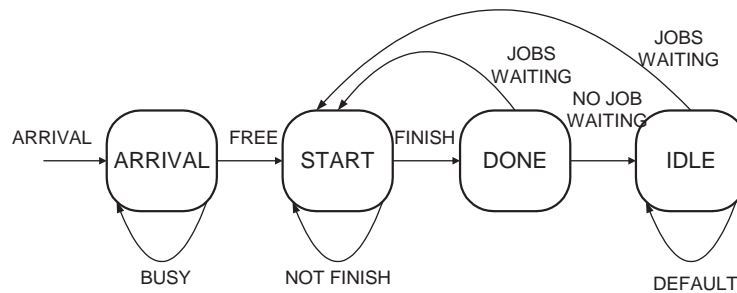 JOBS
WAITING
JOBS
WAITING
NO JOB
WAITING
ARRIVAL
FREE
FINISH
ARRIVAL
START
DONE
IDLE
BUSY
NOT FINISH
DEFAULT